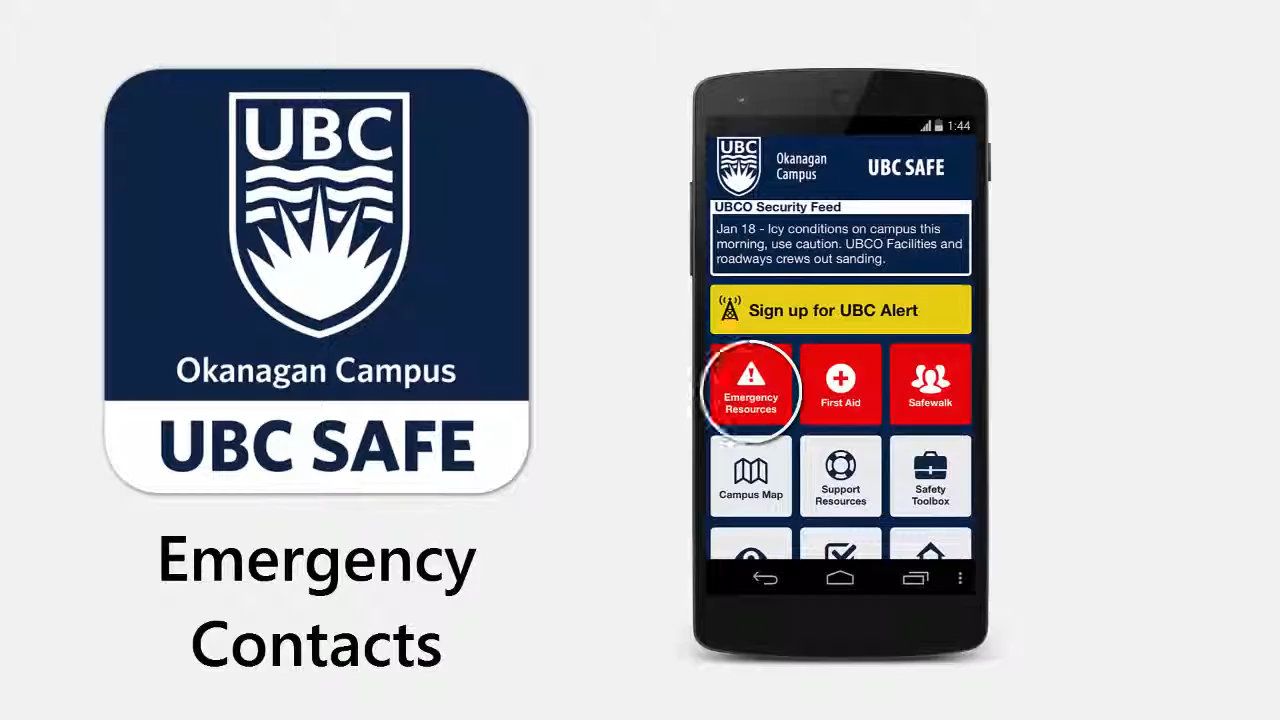 UBC
Okanagan Campus
UBC SAFE
Emergency
Contacts
1:44
UBC
Okanagan
Campus
UBC SAFE
UBCO Security Feed
Jan 18 - Icy conditions on campus this
morning, use caution. UBCO Facilities and
roadways crews out sanding.
Sign up for UBC Alert
Emergency
Resources
First Aid
Safewalk
Campus Map
Support
Resources
Safety
Toolbox